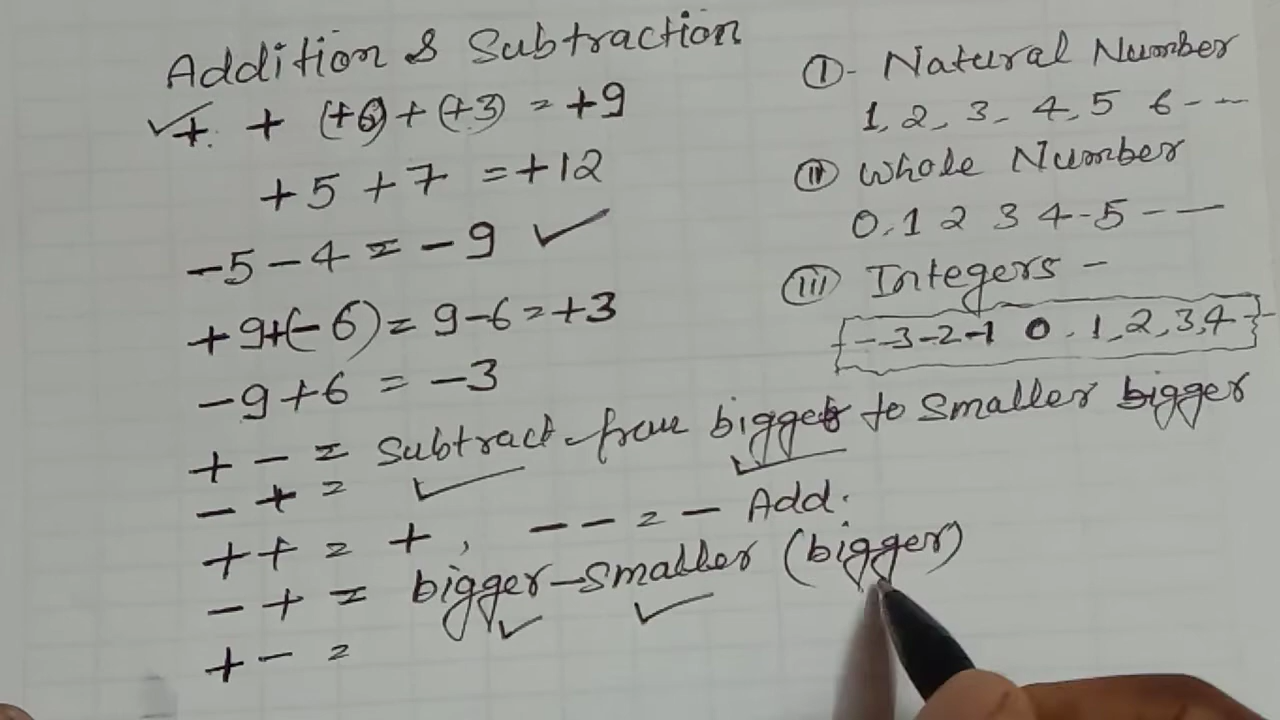 Addition & Subtraction
+ + (+6) + (+3) = +9
+5 + 7 = +12
-5 - 4 = -9
+9+(-6) = 9-6 = +3
-9+6 = -3
+ - = Subtract from bigger to Smaller bigger
- + =
+ + = + , - - = - Add.
- + = bigger-Smaller (bigger)
+ - =
I - Natural Number
1, 2, 3, 4, 5 6 - -
II Whole Number
0, 1 2 3 4 - 5 - -
III Integers -
{--3-2-1 0, 1, 2, 3, 4 -}-